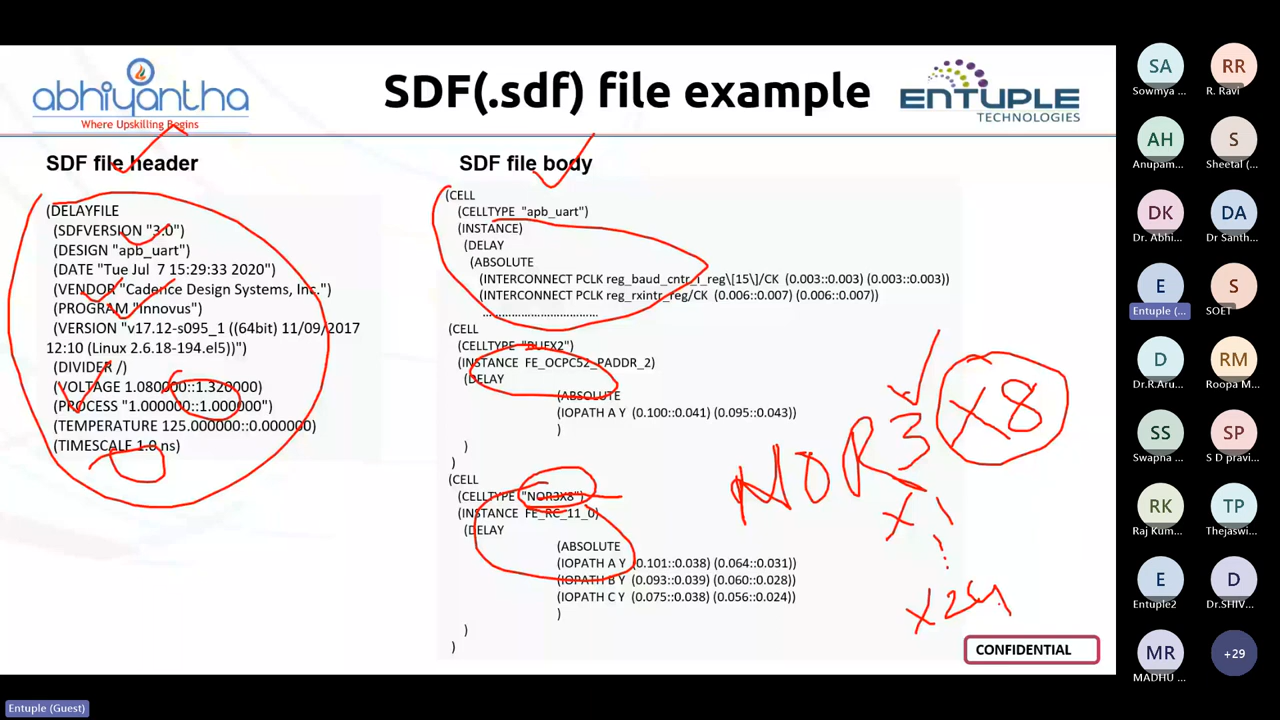 abhiyantha
Where Upskilling Begins
SDF(.sdf) file example
ENTUPLE
TECHNOLOGIES
SDF file header
(DELAYFILE
(SDFVERSION "3.0")
(DESIGN "apb_uart")
(DATE "Tue Jul 7 15:29:33 2020")
(VENDOR "Cadence Design Systems, Inc.")
(PROGRAM "Innovus")
(VERSION "v17.12-s095_1 ((64bit) 11/09/2017
12:10 (Linux 2.6.18-194.el5))")
(DIVIDER /)
(VOLTAGE 1.080000::1.320000)
(PROCESS "1.000000::1.000000")
(TEMPERATURE 125.000000::0.000000)
(TIMESCALE 1.0 ns)
SDF file body
(CELL
(CELLTYPE "apb_uart")
(INSTANCE)
(DELAY
(ABSOLUTE
(INTERCONNECT PCLK reg_baud_cntr_l_reg\[15\]/CK (0.003::0.003) (0.003::0.003))
(INTERCONNECT PCLK reg_rxintr_reg/CK (0.006::0.007) (0.006::0.007))
....................................
(CELL
(CELLTYPE "BUFX2")
(INSTANCE FE_OCPC52_PADDR_2)
(DELAY
(ABSOLUTE
(IOPATH A Y (0.100::0.041) (0.095::0.043))
)
)
)
(CELL
(CELLTYPE "NOR3X8")
(INSTANCE FE_RC_11_0)
(DELAY
(ABSOLUTE
(IOPATH A Y (0.101::0.038) (0.064::0.031))
(IOPATH B Y (0.093::0.039) (0.060::0.028))
(IOPATH C Y (0.075::0.038) (0.056::0.024))
)
)
)
NOR3 X8
X1
X24
CONFIDENTIAL
SA
Sowmya ...
RR
R. Ravi
AH
Anupam...
S
Sheetal (...
DK
Dr. Abhi...
DA
Dr Santh...
E
Entuple (...
S
SOET
D
Dr.R.Aru...
RM
Roopa M...
SS
Swapna ...
SP
S D pravi...
RK
Raj Kum...
TP
Thejaswi...
E
Entuple2
D
Dr.SHIV...
MR
MADHU ...
+29
Entuple (Guest)